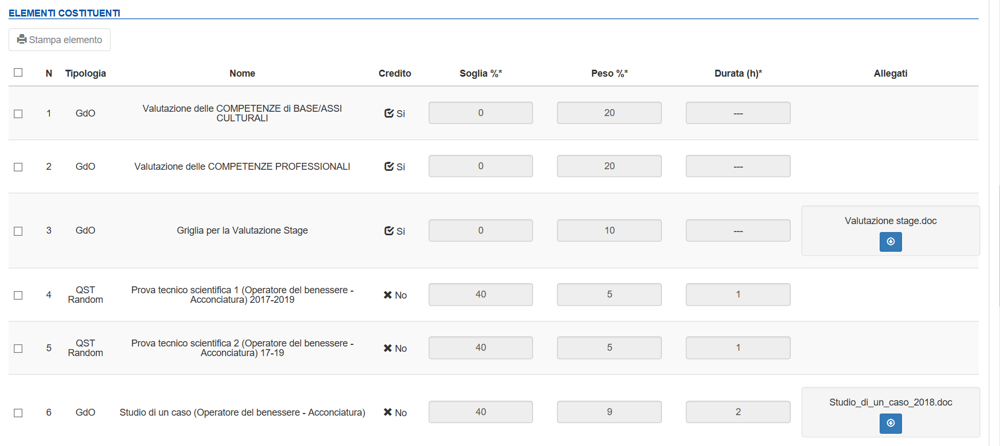 ELEMENTI COSTITUENTI
Stampa elemento
N Tipologia Nome Credito Soglia %* Peso %* Durata (h)* Allegati
1 GdO Valutazione delle COMPETENZE di BASE/ASSI
CULTURALI Sì 0 20 ---
2 GdO Valutazione delle COMPETENZE PROFESSIONALI Sì 0 20 ---
3 GdO Griglia per la Valutazione Stage Sì 0 10 --- Valutazione stage.doc
4 QST
Random Prova tecnico scientifica 1 (Operatore del benessere -
Acconciatura) 2017-2019 No 40 5 1
5 QST
Random Prova tecnico scientifica 2 (Operatore del benessere -
Acconciatura) 17-19 No 40 5 1
6 GdO Studio di un caso (Operatore del benessere - Acconciatura) No 40 9 2 Studio_di_un_caso_2018.doc